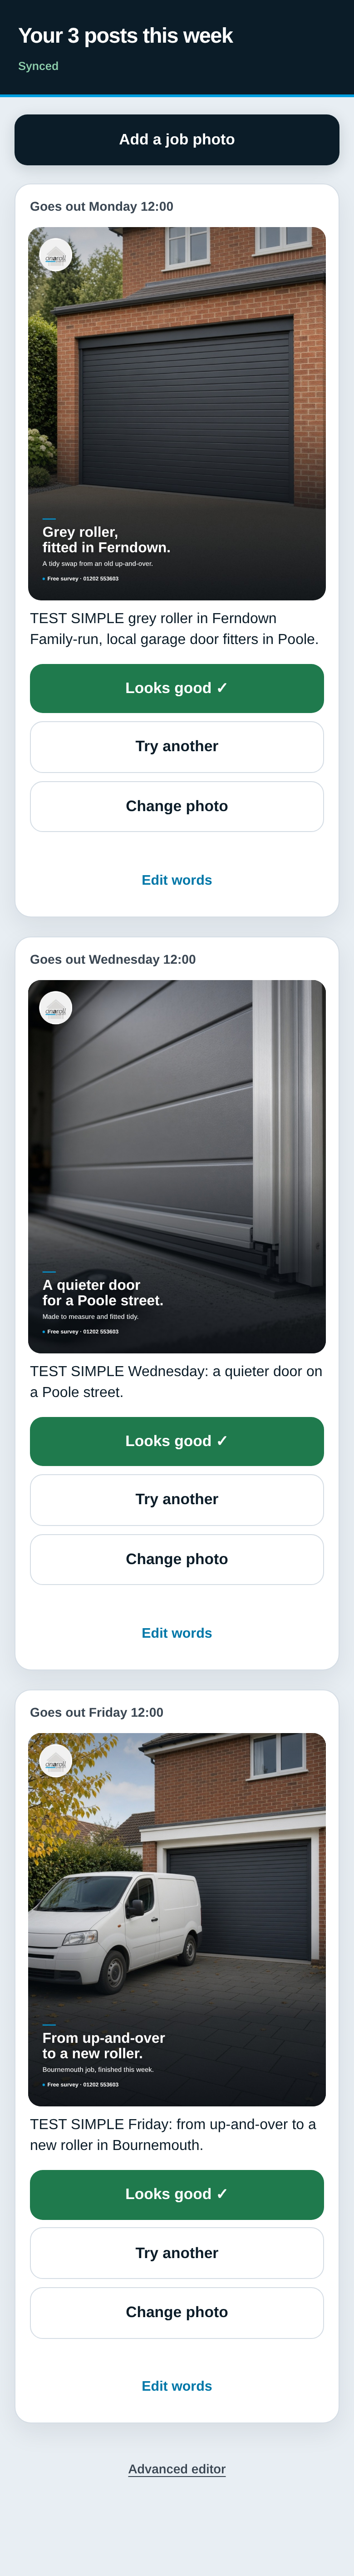 Your 3 posts this week
Synced
Add a job photo
Goes out Monday 12:00
Grey roller,
fitted in Ferndown.
A tidy swap from an old up-and-over.
Free survey · 01202 553603
TEST SIMPLE grey roller in Ferndown
Family-run, local garage door fitters in Poole.
Looks good ✓
Try another
Change photo
Edit words
Goes out Wednesday 12:00
A quieter door
for a Poole street.
Made to measure and fitted tidy.
Free survey · 01202 553603
TEST SIMPLE Wednesday: a quieter door on
a Poole street.
Looks good ✓
Try another
Change photo
Edit words
Goes out Friday 12:00
From up-and-over
to a new roller.
Bournemouth job, finished this week.
Free survey · 01202 553603
TEST SIMPLE Friday: from up-and-over to a
new roller in Bournemouth.
Looks good ✓
Try another
Change photo
Edit words
Advanced editor